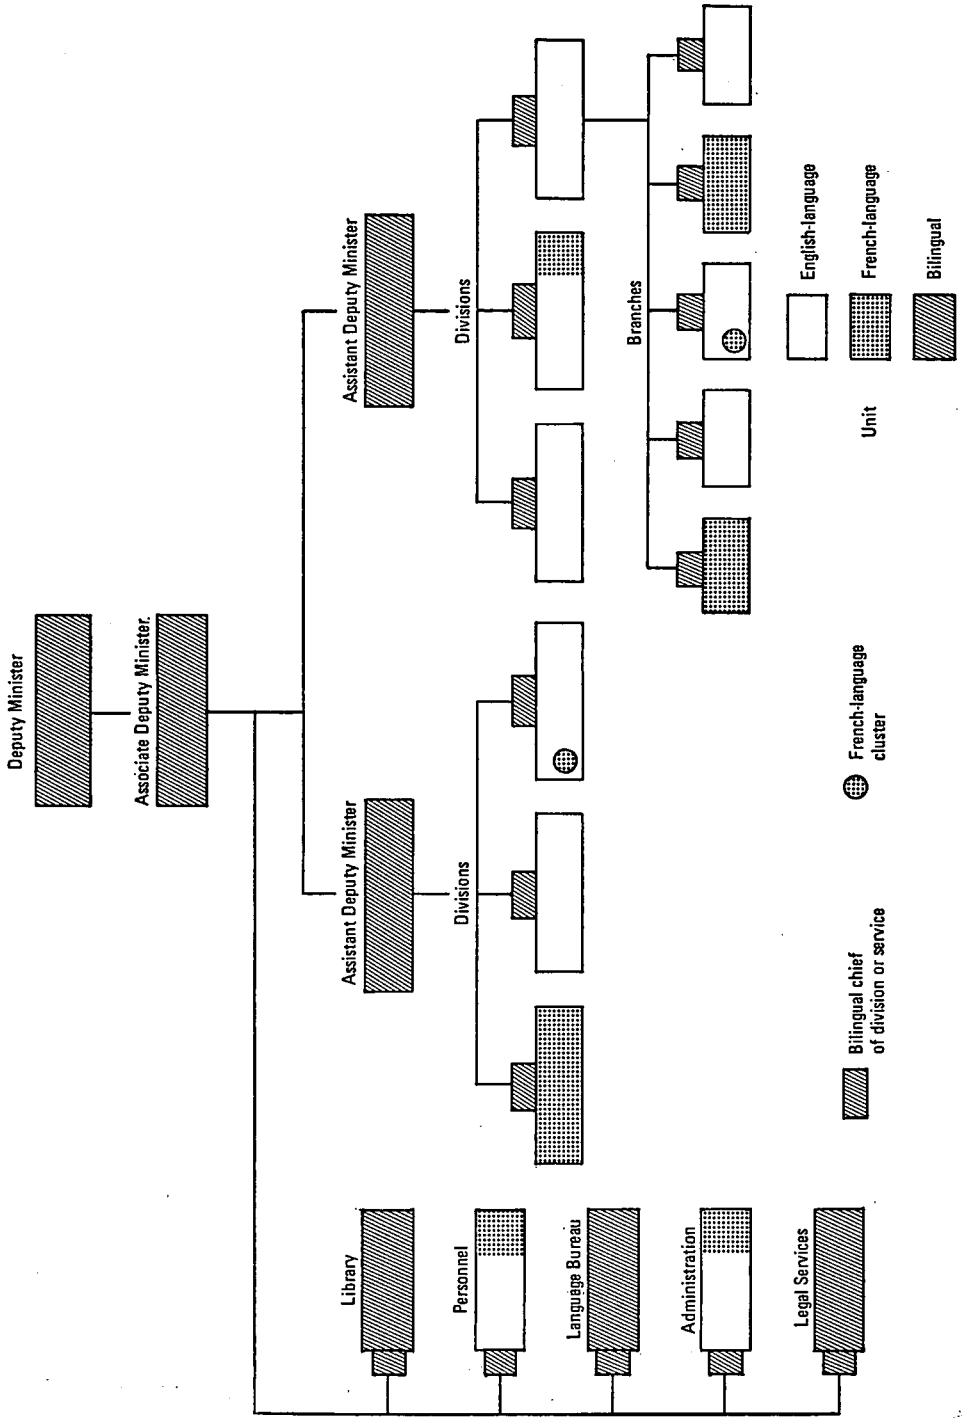 Deputy Minister
Associate Deputy Minister.
Assistant Deputy Minister
Assistant Deputy Minister
Library
Personnel
Language Bureau
Administration
Legal Services
Divisions
Divisions
Branches
Bilingual chief
of division or service
French-language
cluster
Unit
English-language
French-language
Bilingual